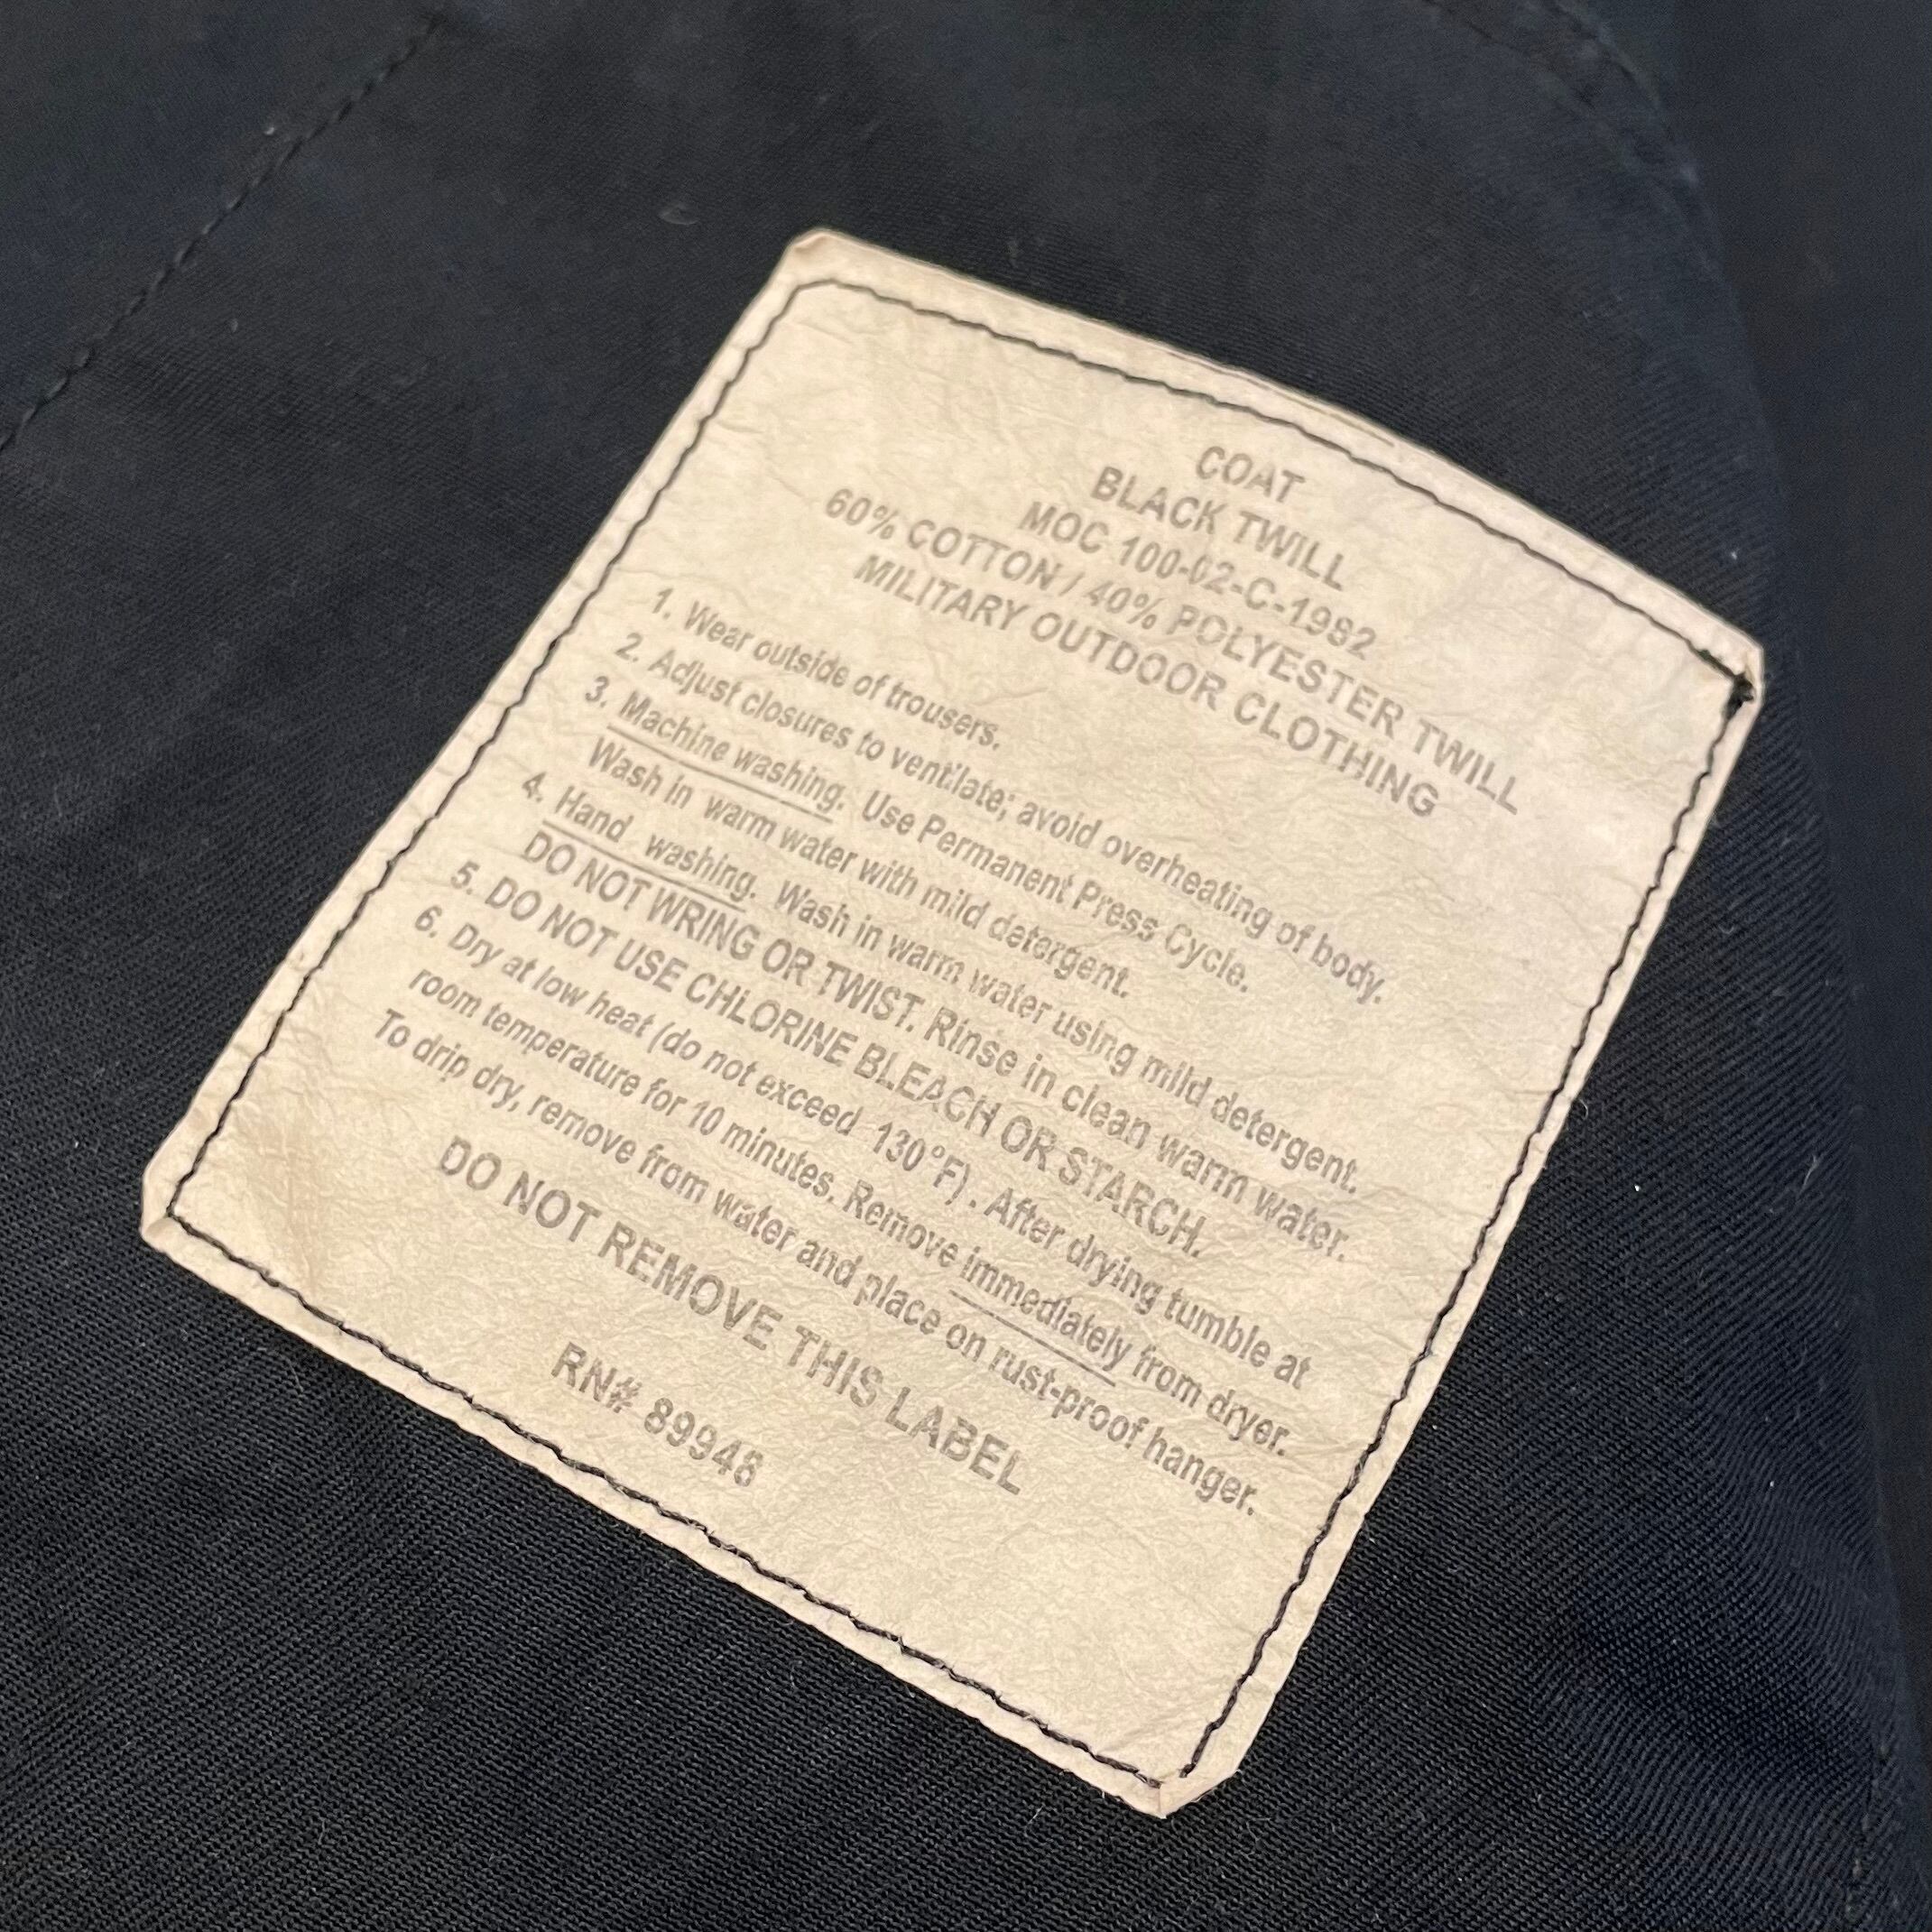 COAT
BLACK TWILL
MOC 100-02-C-1982
60% COTTON / 40% POLYESTER TWILL
MILITARY OUTDOOR CLOTHING
1. Wear outside of trousers.
2. Adjust closures to ventilate; avoid overheating of body.
3. Machine washing. Use Permanent Press Cycle.
Wash in warm water with mild detergent.
4. Hand washing. Wash in warm water using mild detergent.
DO NOT WRING OR TWIST. Rinse in clean warm water.
5. DO NOT USE CHLORINE BLEACH OR STARCH.
6. Dry at low heat (do not exceed 130°F) . After drying tumble at
room temperature for 10 minutes. Remove immediately from dryer.
To drip dry, remove from water and place on rust-proof hanger.
DO NOT REMOVE THIS LABEL
RN# 89946